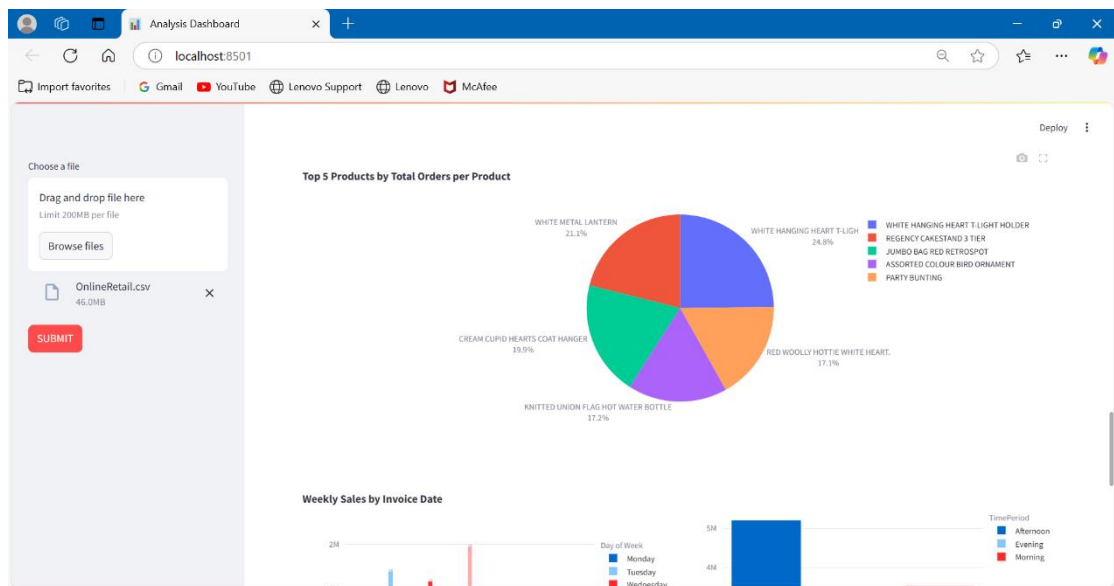 Analysis Dashboard
localhost:8501
Import favorites
Gmail
YouTube
Lenovo Support
Lenovo
McAfee
Deploy
Choose a file
Drag and drop file here
Limit 200MB per file
Browse files
OnlineRetail.csv
46.0MB
SUBMIT
Top 5 Products by Total Orders per Product
WHITE METAL LANTERN
21.1%
WHITE HANGING HEART T-LIGH
24.8%
CREAM CUPID HEARTS COAT HANGER
19.9%
RED WOOLLY HOTTIE WHITE HEART.
17.1%
KNITTED UNION FLAG HOT WATER BOTTLE
17.2%
WHITE HANGING HEART T-LIGHT HOLDER
REGENCY CAKESTAND 3 TIER
JUMBO BAG RED RETROSPOT
ASSORTED COLOUR BIRD ORNAMENT
PARTY BUNTING
Weekly Sales by Invoice Date
2M
Day of Week
Monday
Tuesday
Wednesday
5M
4M
TimePeriod
Afternoon
Evening
Morning